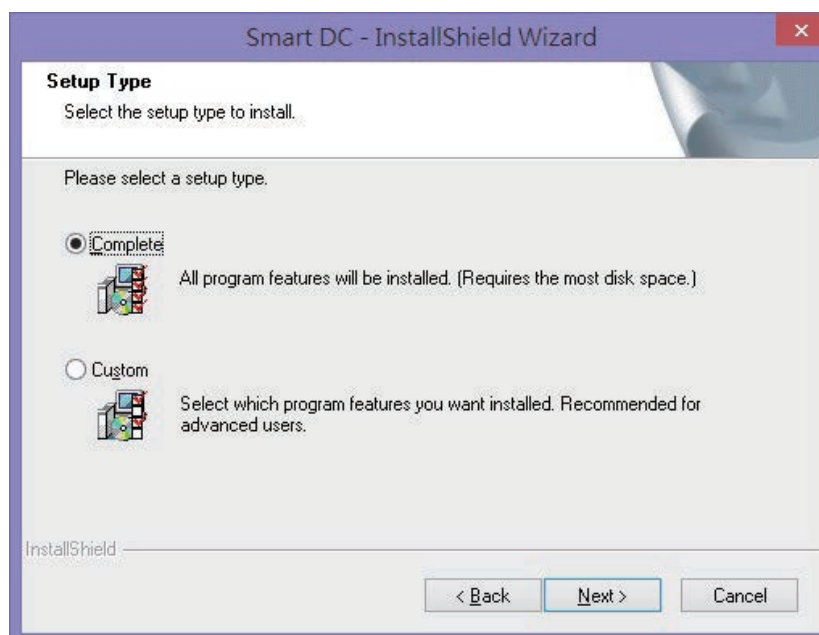 Smart DC - InstallShield Wizard
Setup Type
Select the setup type to install.
Please select a setup type.
Complete
All program features will be installed. (Requires the most disk space.)
Custom
Select which program features you want installed. Recommended for
advanced users.
InstallShield
< Back
Next >
Cancel